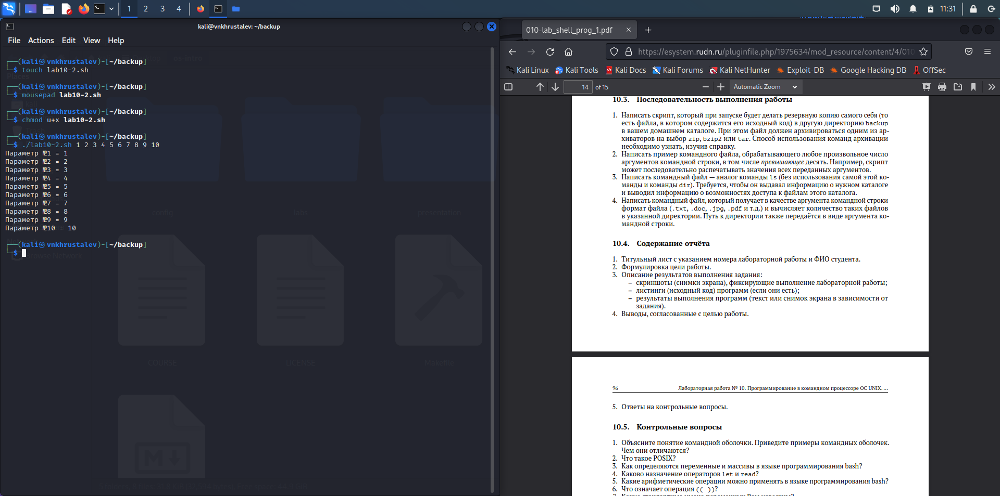 1 2 3 4
11:31
kali@vnkhrustalev: ~/backup
File Actions Edit View Help
┌──(kali㉿vnkhrustalev)-[~/backup]
└─$ touch lab10-2.sh
┌──(kali㉿vnkhrustalev)-[~/backup]
└─$ mousepad lab10-2.sh
┌──(kali㉿vnkhrustalev)-[~/backup]
└─$ chmod u+x lab10-2.sh
┌──(kali㉿vnkhrustalev)-[~/backup]
└─$ ./lab10-2.sh 1 2 3 4 5 6 7 8 9 10
Параметр №1 = 1
Параметр №2 = 2
Параметр №3 = 3
Параметр №4 = 4
Параметр №5 = 5
Параметр №6 = 6
Параметр №7 = 7
Параметр №8 = 8
Параметр №9 = 9
Параметр №10 = 10
┌──(kali㉿vnkhrustalev)-[~/backup]
└─$
Places
Browse Network
config labs presentation
COURSE LICENSE Makefile
010-lab_shell_prog_1.pdf
https://esystem.rudn.ru/pluginfile.php/1975634/mod_resource/content/4/010
Kali Linux Kali Tools Kali Docs Kali Forums Kali NetHunter Exploit-DB Google Hacking DB OffSec
14 of 15 Automatic Zoom
10.3. Последовательность выполнения работы
1. Написать скрипт, который при запуске будет делать резервную копию самого себя (то
есть файла, в котором содержится его исходный код) в другую директорию backup
в вашем домашнем каталоге. При этом файл должен архивироваться одним из ар-
хиваторов на выбор zip, bzip2 или tar. Способ использования команд архивации
необходимо узнать, изучив справку.
2. Написать пример командного файла, обрабатывающего любое произвольное число
аргументов командной строки, в том числе превышающее десять. Например, скрипт
может последовательно распечатывать значения всех переданных аргументов.
3. Написать командный файл — аналог команды ls (без использования самой этой ко-
манды и команды dir). Требуется, чтобы он выдавал информацию о нужном каталоге
и выводил информацию о возможностях доступа к файлам этого каталога.
4. Написать командный файл, который получает в качестве аргумента командной строки
формат файла (.txt, .doc, .jpg, .pdf и т.д.) и вычисляет количество таких файлов
в указанной директории. Путь к директории также передаётся в виде аргумента ко-
мандной строки.
10.4. Содержание отчёта
1. Титульный лист с указанием номера лабораторной работы и ФИО студента.
2. Формулировка цели работы.
3. Описание результатов выполнения задания:
– скриншоты (снимки экрана), фиксирующие выполнение лабораторной работы;
– листинги (исходный код) программ (если они есть);
– результаты выполнения программ (текст или снимок экрана в зависимости от
задания).
4. Выводы, согласованные с целью работы.
96 Лабораторная работа № 10. Программирование в командном процессоре ОС UNIX. ...
5. Ответы на контрольные вопросы.
10.5. Контрольные вопросы
1. Объясните понятие командной оболочки. Приведите примеры командных оболочек.
Чем они отличаются?
2. Что такое POSIX?
3. Как определяются переменные и массивы в языке программирования bash?
4. Каково назначение операторов let и read?
5. Какие арифметические операции можно применять в языке программирования bash?
6. Что означает операция (( ))?